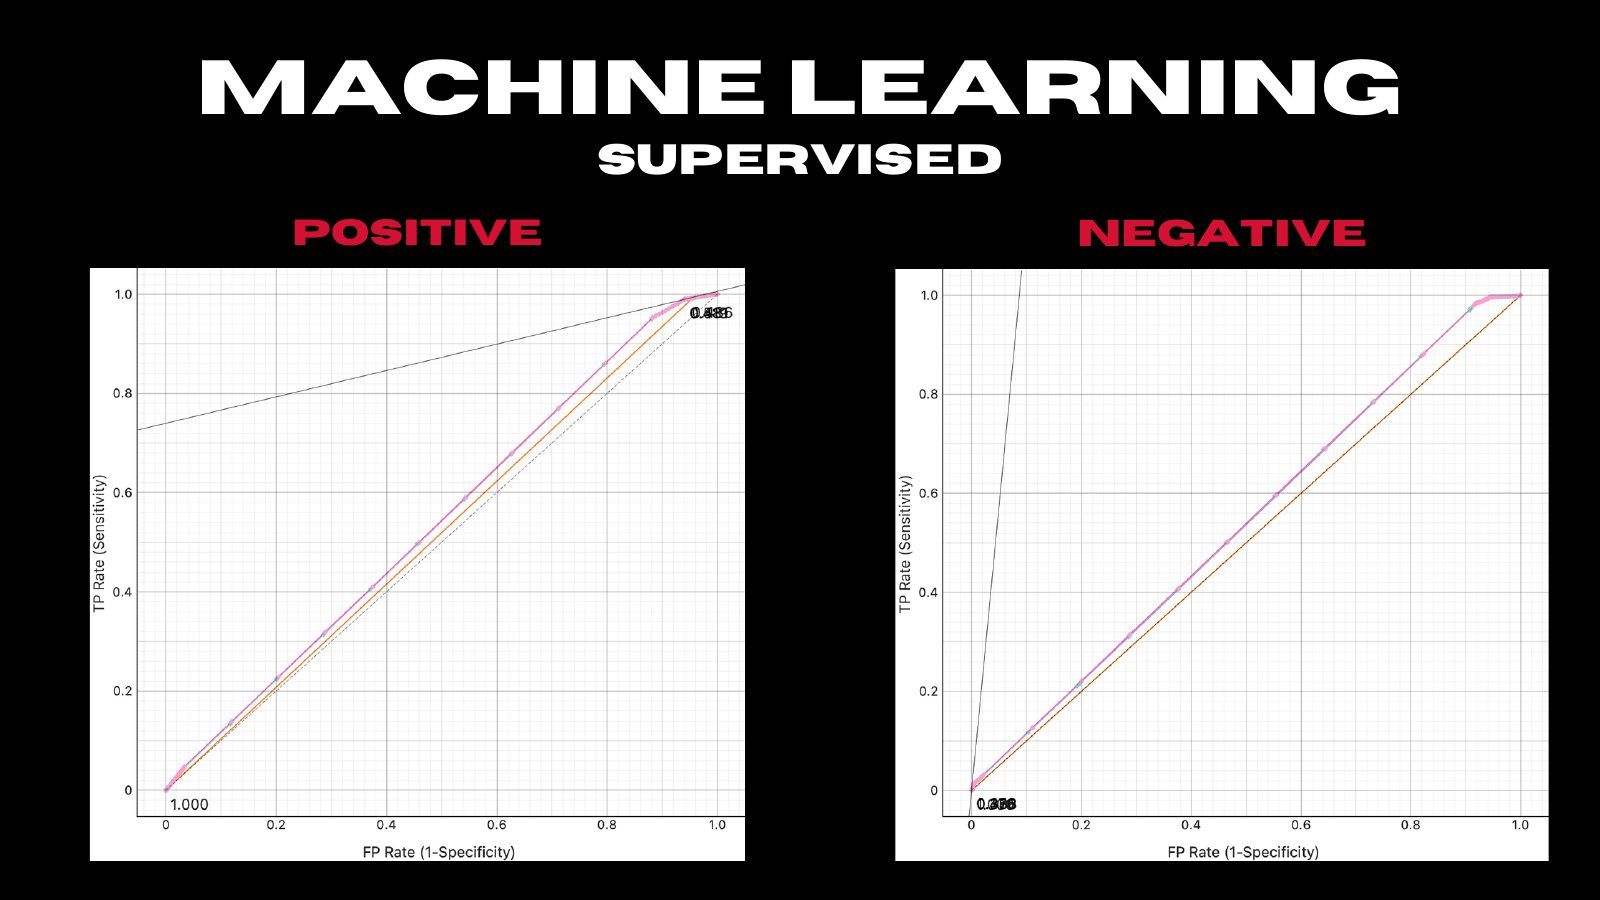 MACHINE LEARNING
SUPERVISED
POSITIVE
NEGATIVE
1.0
0.8
0.6
0.4
0.2
0
TP Rate (Sensitivity)
1.000
0 0.2 0.4 0.6 0.8 1.0
FP Rate (1-Specificity)
1.0
0.8
0.6
0.4
0.2
0
TP Rate (Sensitivity)
0 0.2 0.4 0.6 0.8 1.0
FP Rate (1-Specificity)